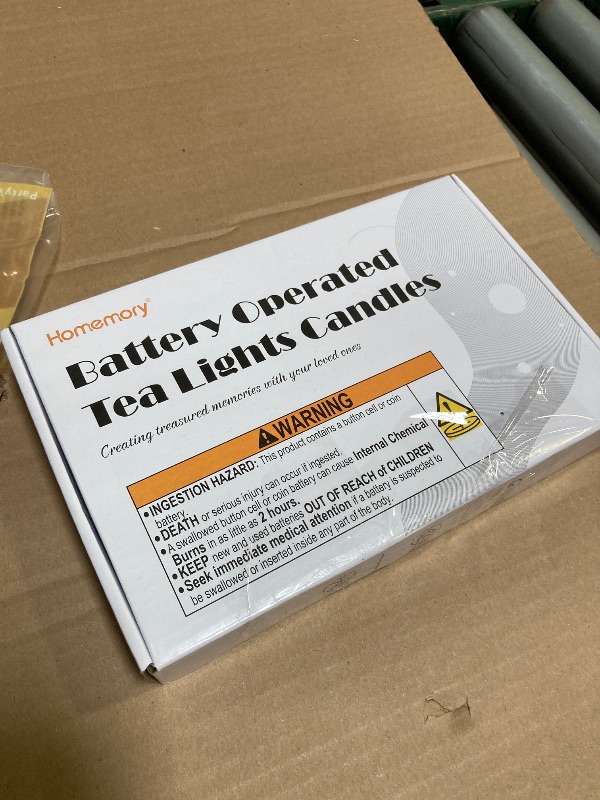 Party
Homemory®
Battery Operated
Tea Lights Candles
Creating treasured memories with your loved ones
WARNING
•INGESTION HAZARD: This product contains a button cell or coin
battery.
•DEATH or serious injury can occur if ingested.
•A swallowed button cell or coin battery can cause Internal Chemical
Burns in as little as 2 hours.
•KEEP new and used batteries OUT OF REACH of CHILDREN
•Seek immediate medical attention if a battery is suspected to
be swallowed or inserted inside any part of the body.